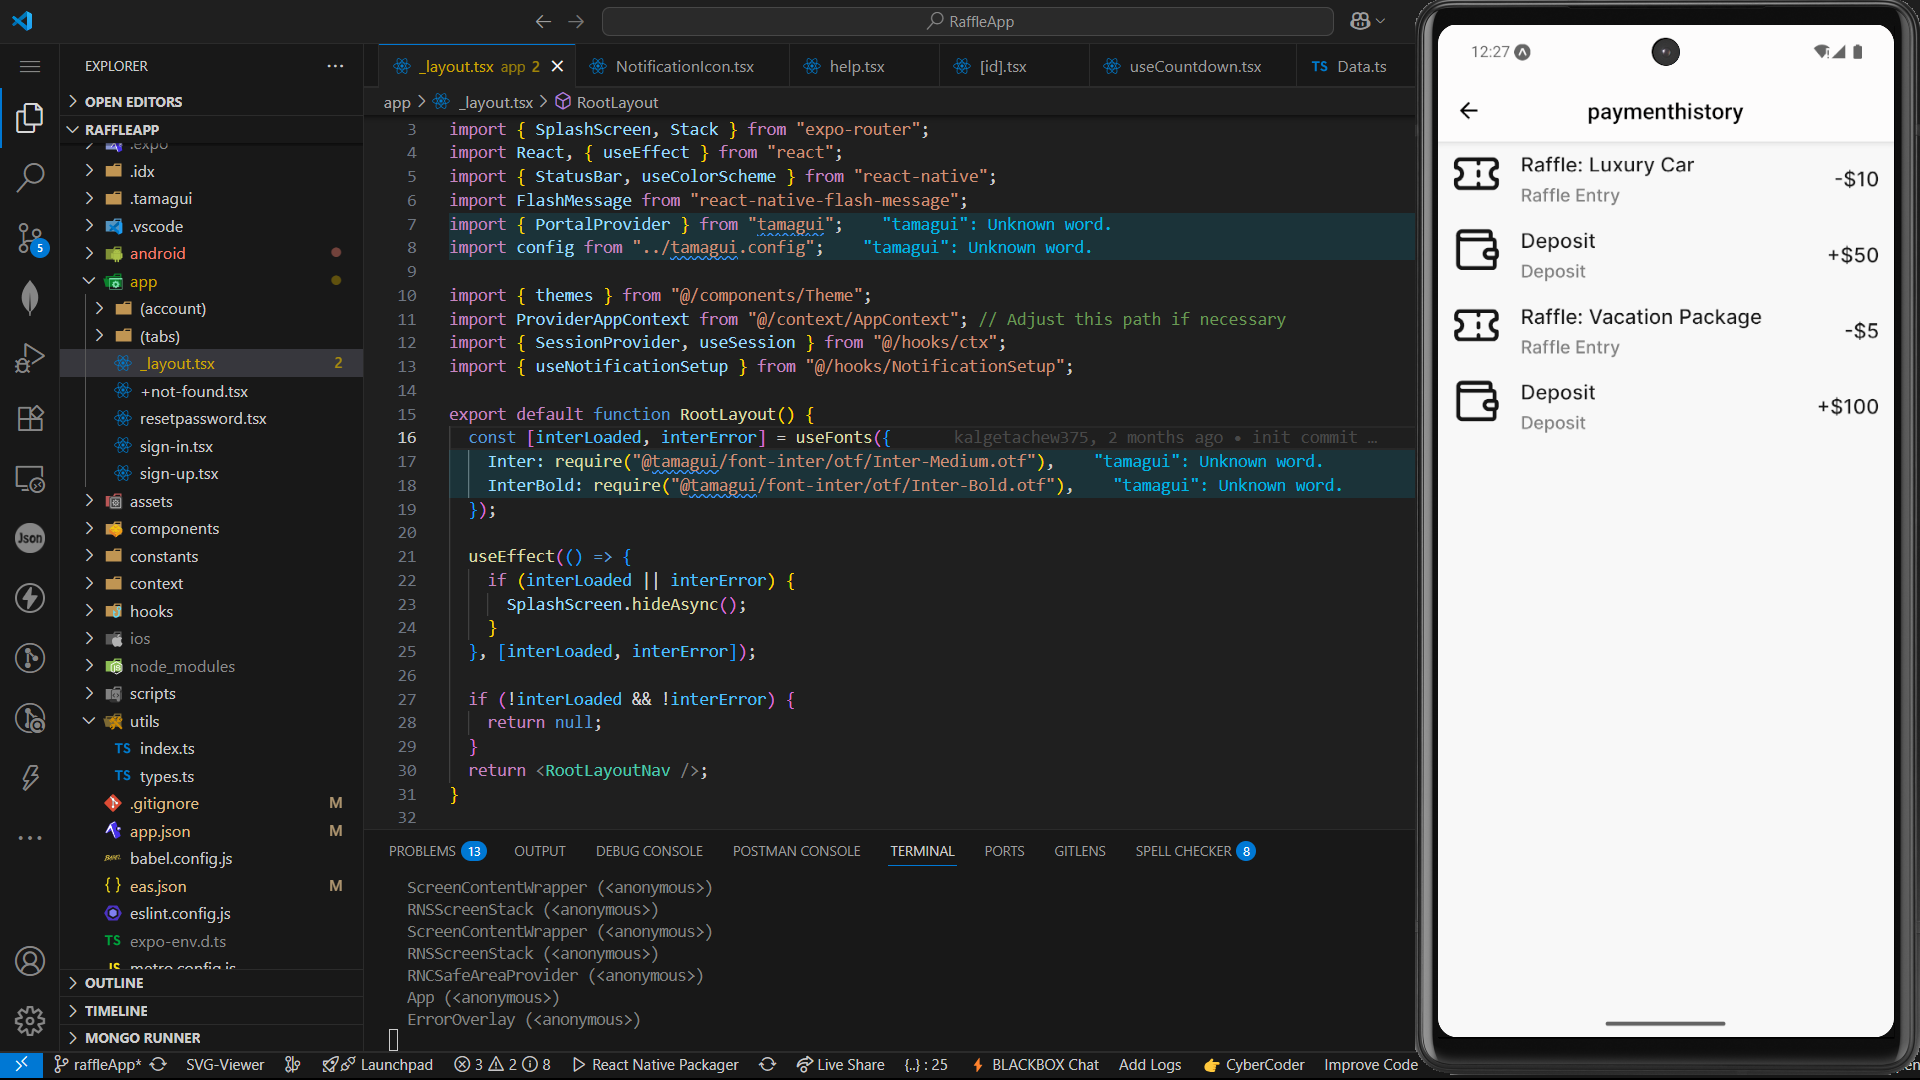 RaffleApp
EXPLORER
OPEN EDITORS
RAFFLEAPP
.expo
.idx
.tamagui
.vscode
android
app
(account)
(tabs)
_layout.tsx 2
+not-found.tsx
resetpassword.tsx
sign-in.tsx
sign-up.tsx
assets
components
constants
context
hooks
ios
node_modules
scripts
utils
TS index.ts
TS types.ts
.gitignore M
app.json M
babel.config.js
{ } eas.json M
eslint.config.js
TS expo-env.d.ts
JS metro.config.js
OUTLINE
TIMELINE
MONGO RUNNER
5
Json
_layout.tsx app 2
NotificationIcon.tsx
help.tsx
[id].tsx
useCountdown.tsx
TS Data.ts
app > _layout.tsx > RootLayout
3 import { SplashScreen, Stack } from "expo-router";
4 import React, { useEffect } from "react";
5 import { StatusBar, useColorScheme } from "react-native";
6 import FlashMessage from "react-native-flash-message";
7 import { PortalProvider } from "tamagui"; "tamagui": Unknown word.
8 import config from "../tamagui.config"; "tamagui": Unknown word.
9
10 import { themes } from "@/components/Theme";
11 import ProviderAppContext from "@/context/AppContext"; // Adjust this path if necessary
12 import { SessionProvider, useSession } from "@/hooks/ctx";
13 import { useNotificationSetup } from "@/hooks/NotificationSetup";
14
15 export default function RootLayout() {
16 const [interLoaded, interError] = useFonts({ kalgetachew375, 2 months ago • init commit …
17 Inter: require("@tamagui/font-inter/otf/Inter-Medium.otf"), "tamagui": Unknown word.
18 InterBold: require("@tamagui/font-inter/otf/Inter-Bold.otf"), "tamagui": Unknown word.
19 });
20
21 useEffect(() => {
22 if (interLoaded || interError) {
23 SplashScreen.hideAsync();
24 }
25 }, [interLoaded, interError]);
26
27 if (!interLoaded && !interError) {
28 return null;
29 }
30 return <RootLayoutNav />;
31 }
32
PROBLEMS 13 OUTPUT DEBUG CONSOLE POSTMAN CONSOLE TERMINAL PORTS GITLENS SPELL CHECKER 8
ScreenContentWrapper (<anonymous>)
RNSScreenStack (<anonymous>)
ScreenContentWrapper (<anonymous>)
RNSScreenStack (<anonymous>)
RNCSafeAreaProvider (<anonymous>)
App (<anonymous>)
ErrorOverlay (<anonymous>)
raffleApp* SVG-Viewer Launchpad 3 2 8 React Native Packager Live Share {..} : 25 BLACKBOX Chat Add Logs CyberCoder Improve Code
12:27
paymenthistory
Raffle: Luxury Car
Raffle Entry
-$10
Deposit
Deposit
+$50
Raffle: Vacation Package
Raffle Entry
-$5
Deposit
Deposit
+$100